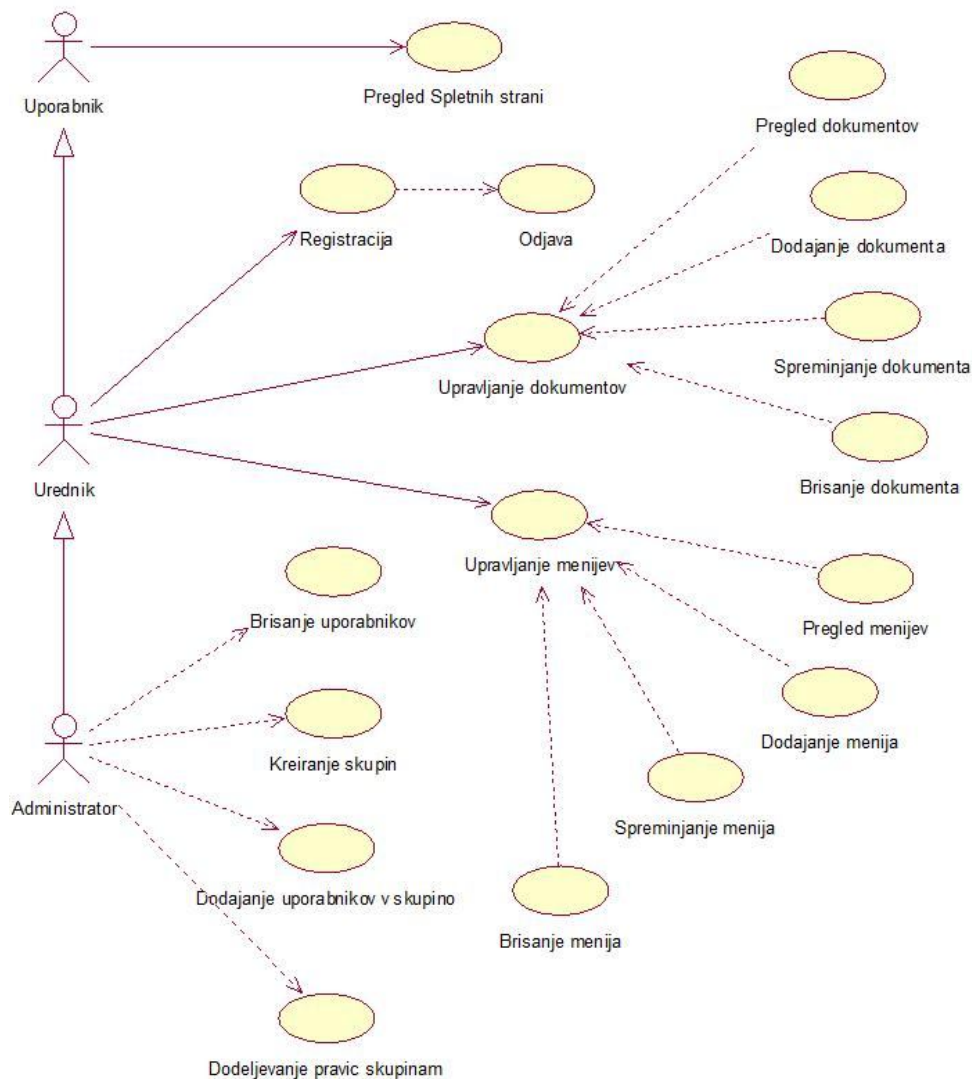 Uporabnik
Pregled Spletnih strani
Pregled dokumentov
Registracija
Odjava
Dodajanje dokumenta
Upravljanje dokumentov
Spreminjanje dokumenta
Brisanje dokumenta
Urednik
Upravljanje menijev
Brisanje uporabnikov
Pregled menijev
Kreiranje skupin
Dodajanje menija
Administrator
Spreminjanje menija
Dodajanje uporabnikov v skupino
Brisanje menija
Dodeljevanje pravic skupinam